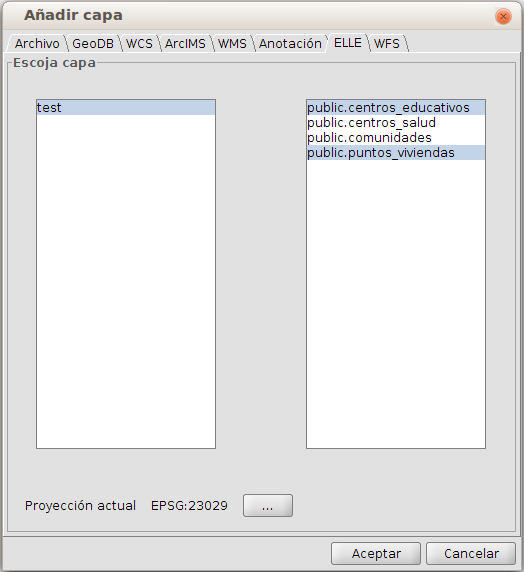 Añadir capa
Archivo GeoDB WCS ArcIMS WMS Anotación ELLE WFS
Escoja capa
test
public.centros_educativos
public.centros_salud
public.comunidades
public.puntos_viviendas
Proyección actual EPSG:23029 ...
Aceptar Cancelar